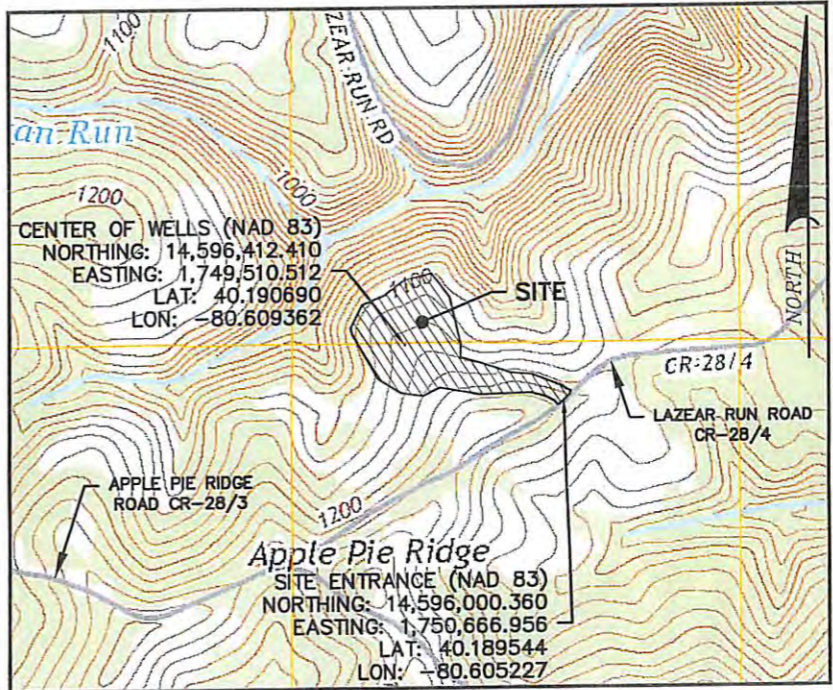 1100
ZEAR RUN RD
an Run
1200
1000
CENTER OF WELLS (NAD 83)
NORTHING: 14,596,412.410
EASTING: 1,749,510.512
LAT: 40.190690
LON: -80.609362
1100
SITE
NORTH
CR-28/4
LAZEAR RUN ROAD
CR-28/4
APPLE PIE RIDGE
ROAD CR-28/3
1200
Apple Pie Ridge
SITE ENTRANCE (NAD 83)
NORTHING: 14,596,000.360
EASTING: 1,750,666.956
LAT: 40.189544
LON: -80.605227